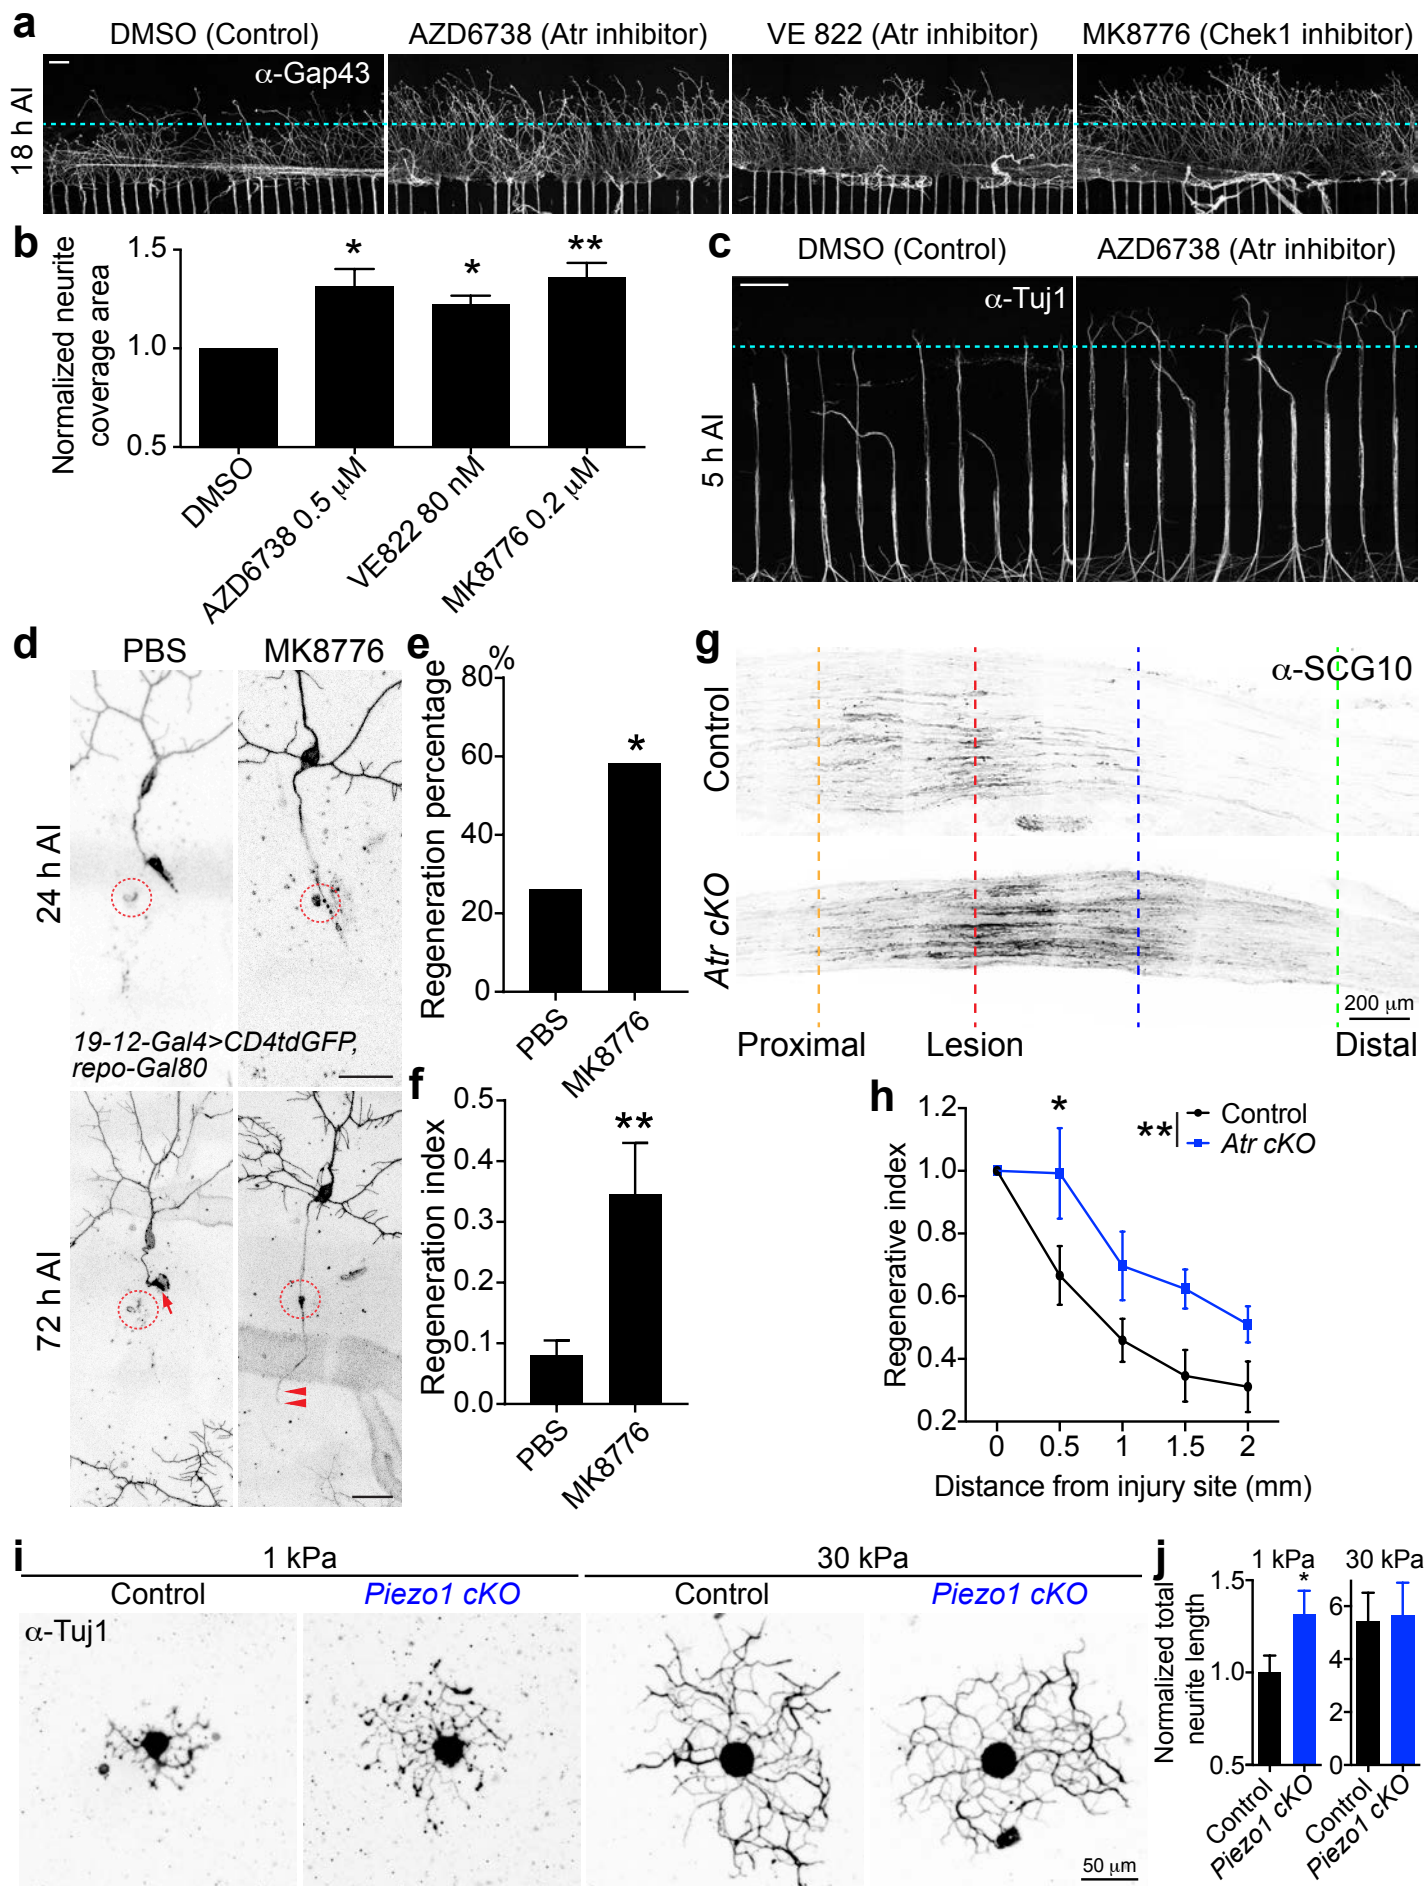 a
DMSO (Control)
AZD6738 (Atr inhibitor)
VE 822 (Atr inhibitor)
MK8776 (Chek1 inhibitor)
α-Gap43
18 h AI
b
Normalized neurite
coverage area
1.5
1.0
0.5
*
*
**
DMSO
AZD6738 0.5 μM
VE822 80 nM
MK8776 0.2 μM
c
DMSO (Control)
AZD6738 (Atr inhibitor)
α-Tuj1
5 h AI
d
PBS
MK8776
24 h AI
19-12-Gal4>CD4tdGFP,
repo-Gal80
72 h AI
e
%
Regeneration percentage
80
60
40
20
0
*
PBS
MK8776
f
Regeneration index
0.5
0.4
0.3
0.2
0.1
0.0
**
PBS
MK8776
g
α-SCG10
Control
Atr cKO
200 μm
Proximal
Lesion
Distal
h
Regenerative index
1.2
1.0
0.8
0.6
0.4
0.2
*
**
Control
Atr cKO
0
0.5
1
1.5
2
Distance from injury site (mm)
i
1 kPa
30 kPa
Control
Piezo1 cKO
Control
Piezo1 cKO
α-Tuj1
50 μm
j
1 kPa
30 kPa
Normalized total
neurite length
1.5
1.0
0.5
*
6
4
2
0
Control
Piezo1 cKO
Control
Piezo1 cKO